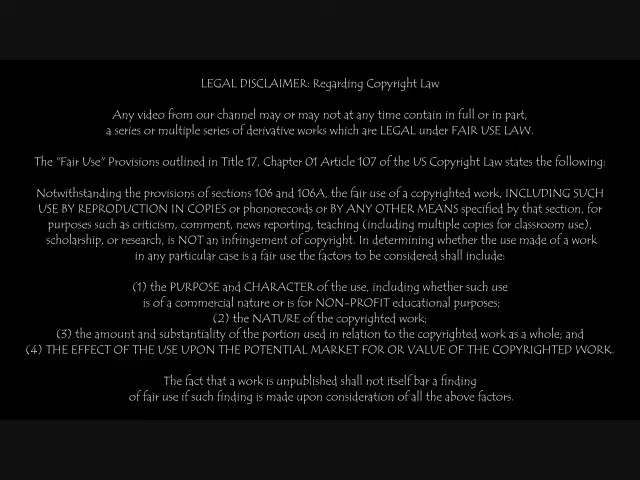 LEGAL DISCLAIMER: Regarding Copyright Law
Any video from our channel may or may not at any time contain in full or in part,
a series or multiple series of derivative works which are LEGAL under FAIR USE LAW.
The "Fair Use" Provisions outlined in Title 17, Chapter 01 Article 107 of the US Copyright Law states the following:
Notwithstanding the provisions of sections 106 and 106A, the fair use of a copyrighted work, INCLUDING SUCH
USE BY REPRODUCTION IN COPIES or phonorecords or BY ANY OTHER MEANS specified by that section, for
purposes such as criticism, comment, news reporting, teaching (including multiple copies for classroom use),
scholarship, or research, is NOT an infringement of copyright. In determining whether the use made of a work
in any particular case is a fair use the factors to be considered shall include:
(1) the PURPOSE and CHARACTER of the use, including whether such use
is of a commercial nature or is for NON-PROFIT educational purposes;
(2) the NATURE of the copyrighted work;
(3) the amount and substantiality of the portion used in relation to the copyrighted work as a whole; and
(4) THE EFFECT OF THE USE UPON THE POTENTIAL MARKET FOR OR VALUE OF THE COPYRIGHTED WORK.
The fact that a work is unpublished shall not itself bar a finding
of fair use if such finding is made upon consideration of all the above factors.